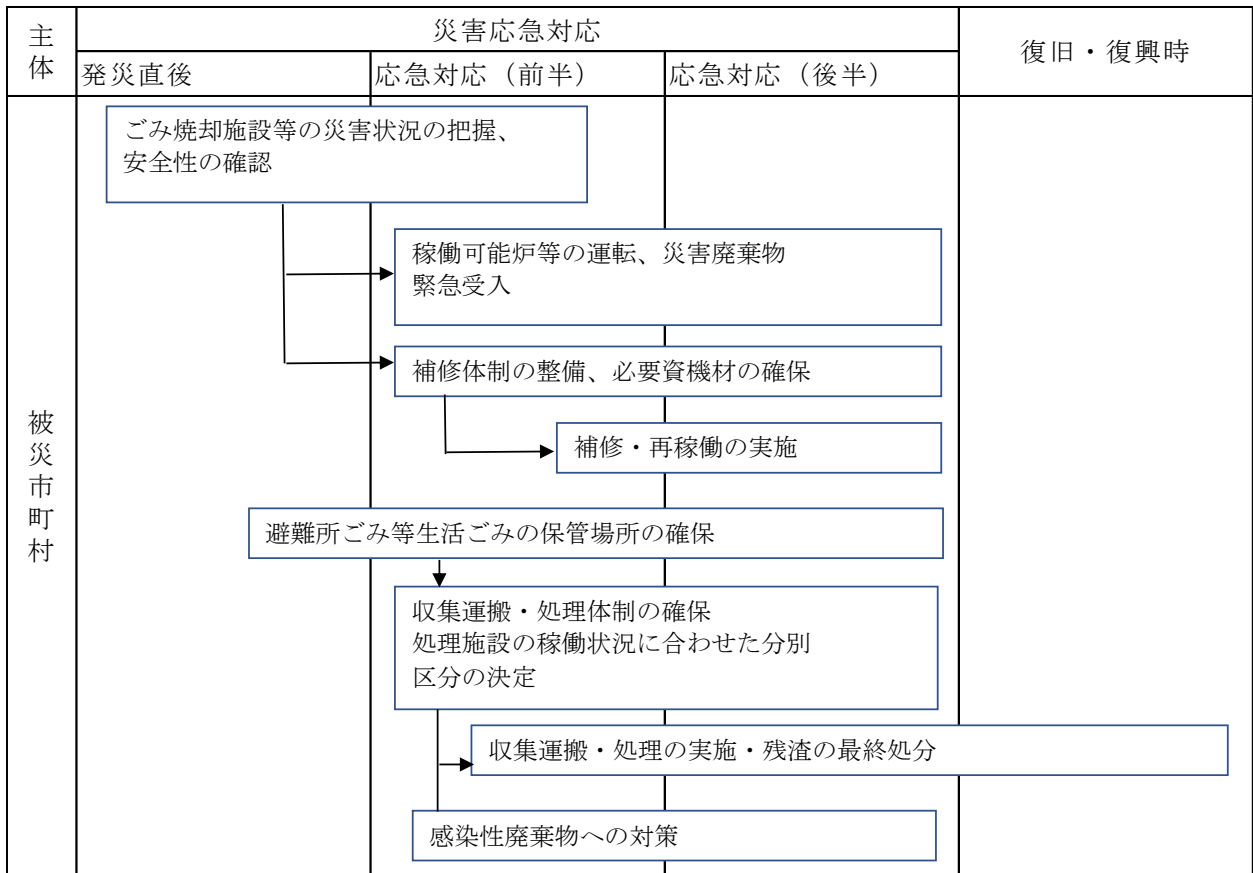 主体
災害応急対応
復旧・復興時
発災直後
応急対応（前半）
応急対応（後半）
被災市町村
ごみ焼却施設等の災害状況の把握、
安全性の確認
稼働可能炉等の運転、災害廃棄物
緊急受入
補修体制の整備、必要資機材の確保
補修・再稼働の実施
避難所ごみ等生活ごみの保管場所の確保
収集運搬・処理体制の確保
処理施設の稼働状況に合わせた分別
区分の決定
収集運搬・処理の実施・残渣の最終処分
感染性廃棄物への対策